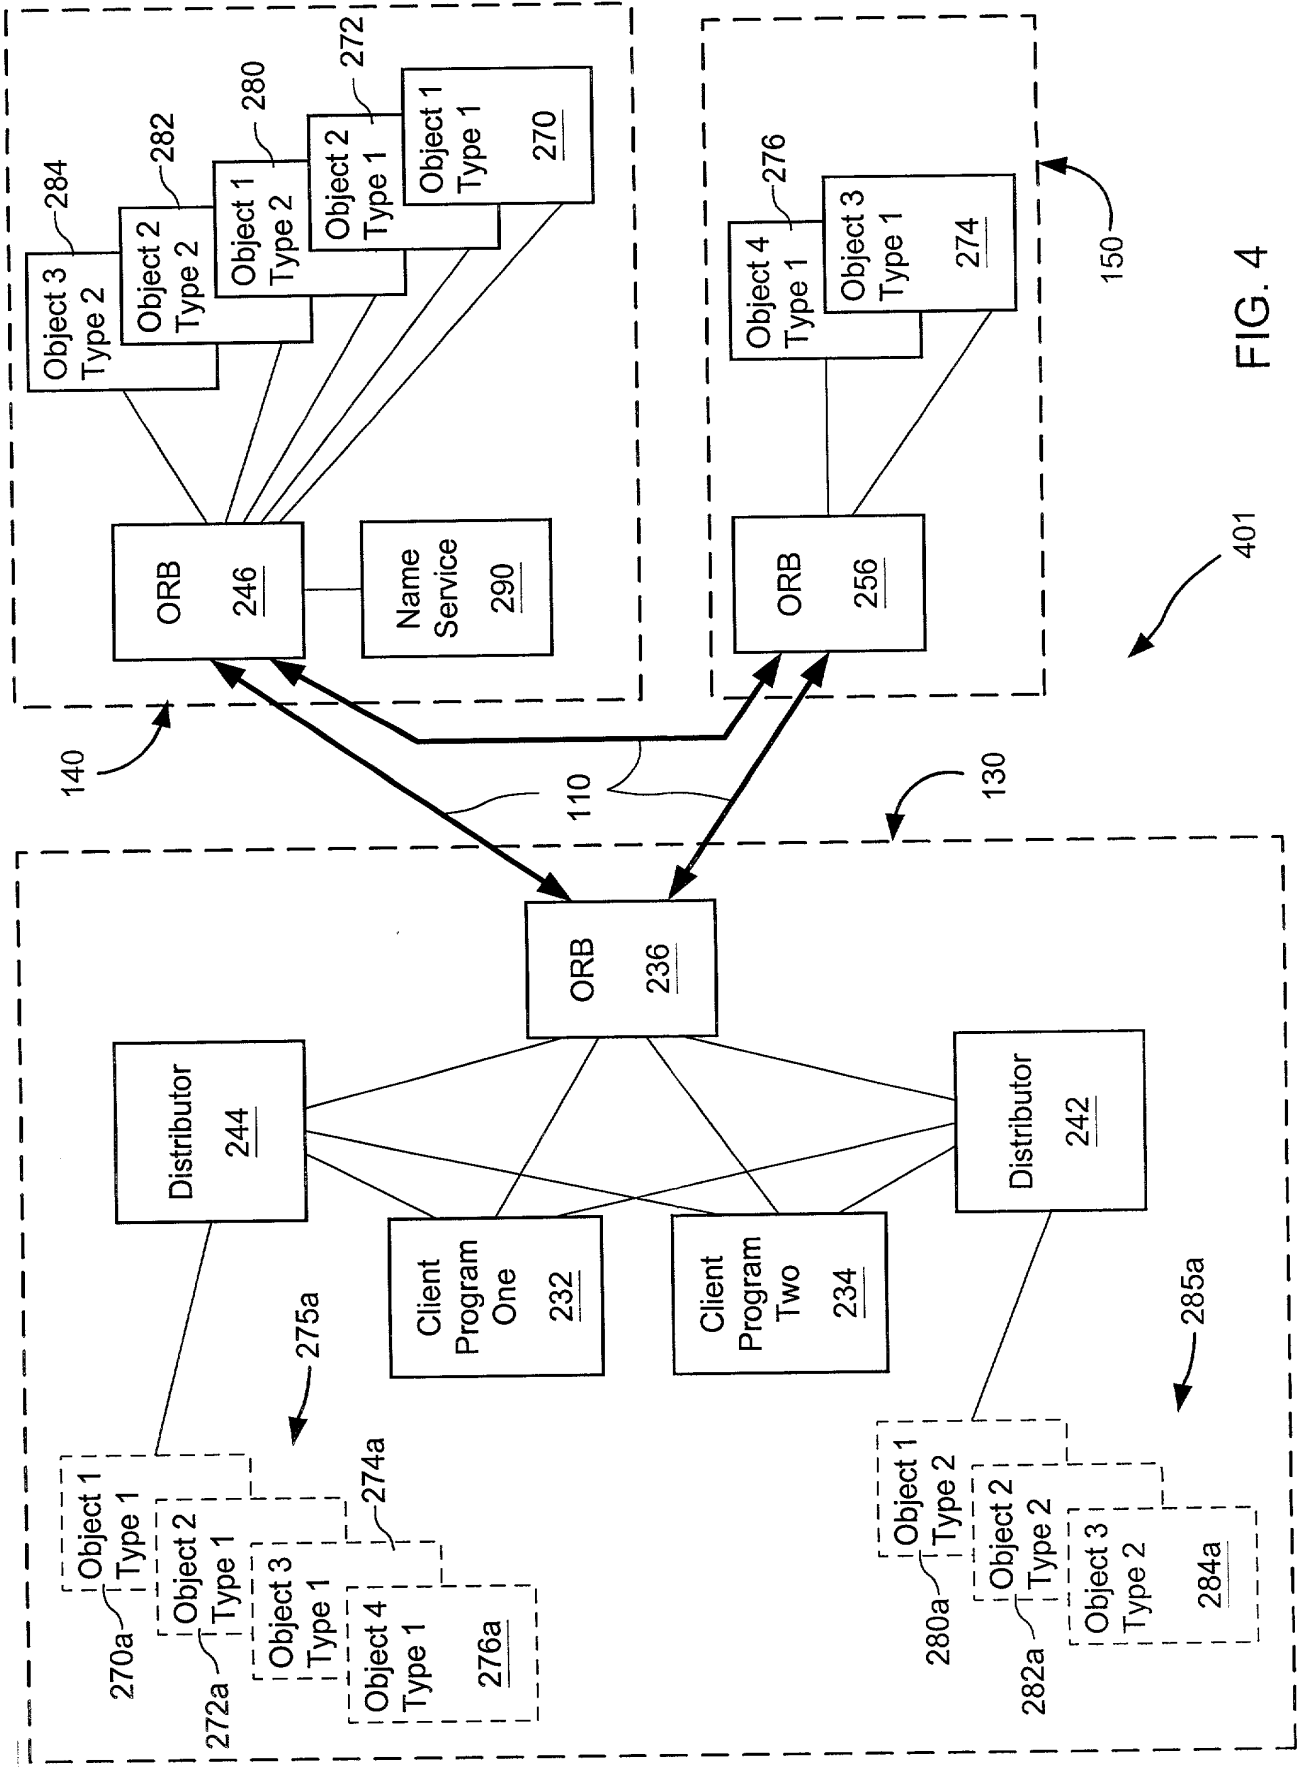 270a
Object 1
Type 1
272a
Object 2
Type 1
Object 3
Type 1
274a
Object 4
Type 1
276a
275a
Distributor
244
Client
Program
One
232
Client
Program
Two
234
280a
Object 1
Type 2
282a
Object 2
Type 2
Object 3
Type 2
284a
285a
Distributor
242
ORB
236
130
110
140
ORB
246
Name
Service
290
Object 3
Type 2
284
Object 2
Type 2
282
Object 1
Type 2
280
Object 2
Type 1
272
Object 1
Type 1
270
ORB
256
Object 4
Type 1
276
Object 3
Type 1
274
150
401
FIG. 4